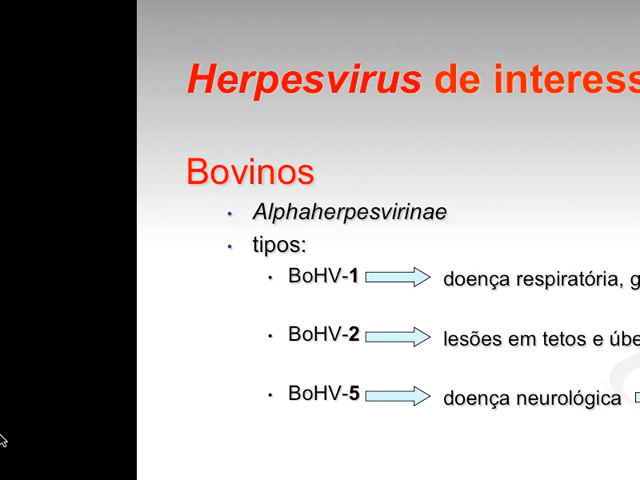 Herpesvirus de interess
Bovinos
• Alphaherpesvirinae
• tipos:
• BoHV-1 doença respiratória, g
• BoHV-2 lesões em tetos e úbe
• BoHV-5 doença neurológica